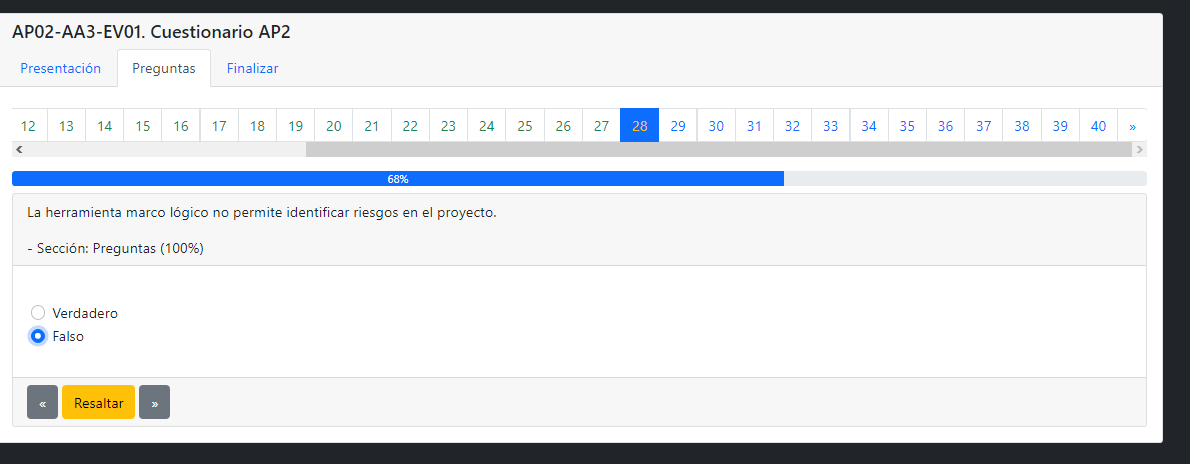 AP02-AA3-EV01. Cuestionario AP2
Presentación Preguntas Finalizar
12 13 14 15 16 17 18 19 20 21 22 23 24 25 26 27 28 29 30 31 32 33 34 35 36 37 38 39 40 »
68%
La herramienta marco lógico no permite identificar riesgos en el proyecto.
- Sección: Preguntas (100%)
Verdadero
Falso
« Resaltar »